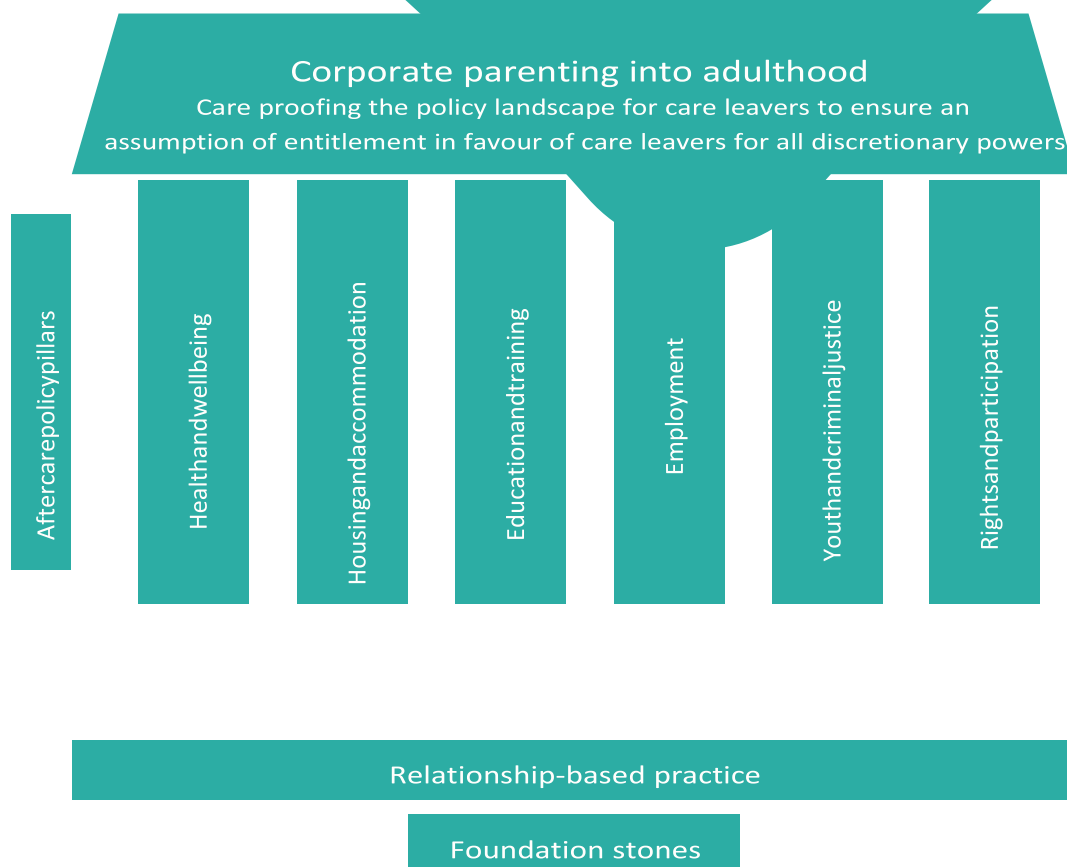 Corporate parenting into adulthood
Care proofing the policy landscape for care leavers to ensure an
assumption of entitlement in favour of care leavers for all discretionary powers
Aftercarepolicypillars
Healthandwellbeing
Housingandaccommodation
Educationandtraining
Employment
Youthandcriminaljustice
Rightsandparticipation
Relationship-based practice
Foundation stones